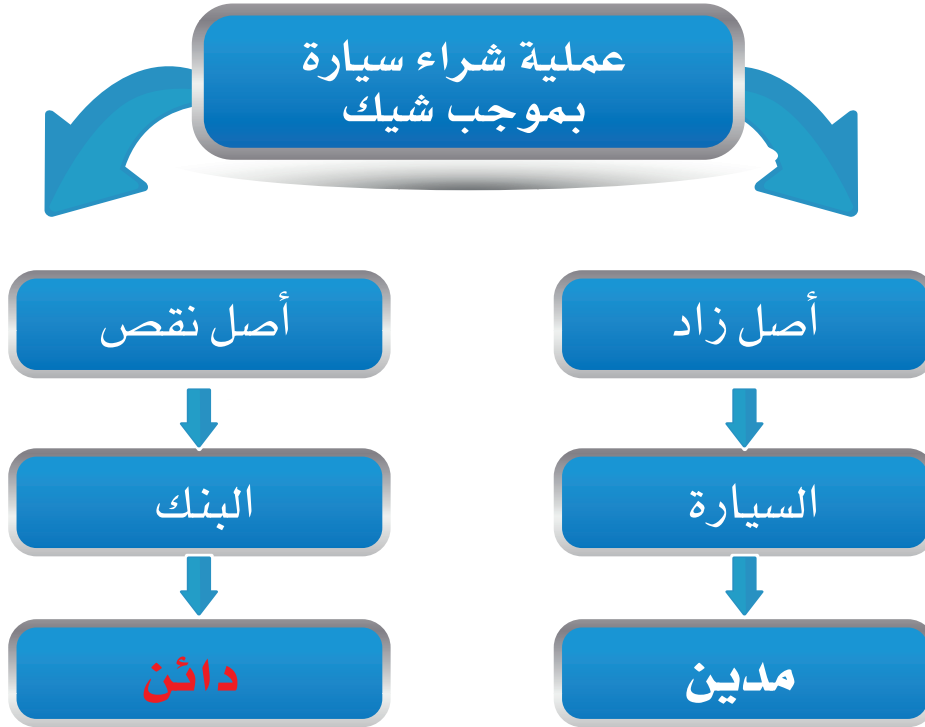 عملية شراء سيارة
بموجب شيك
أصل زاد
أصل نقص
السيارة
البنك
مدين
دائن